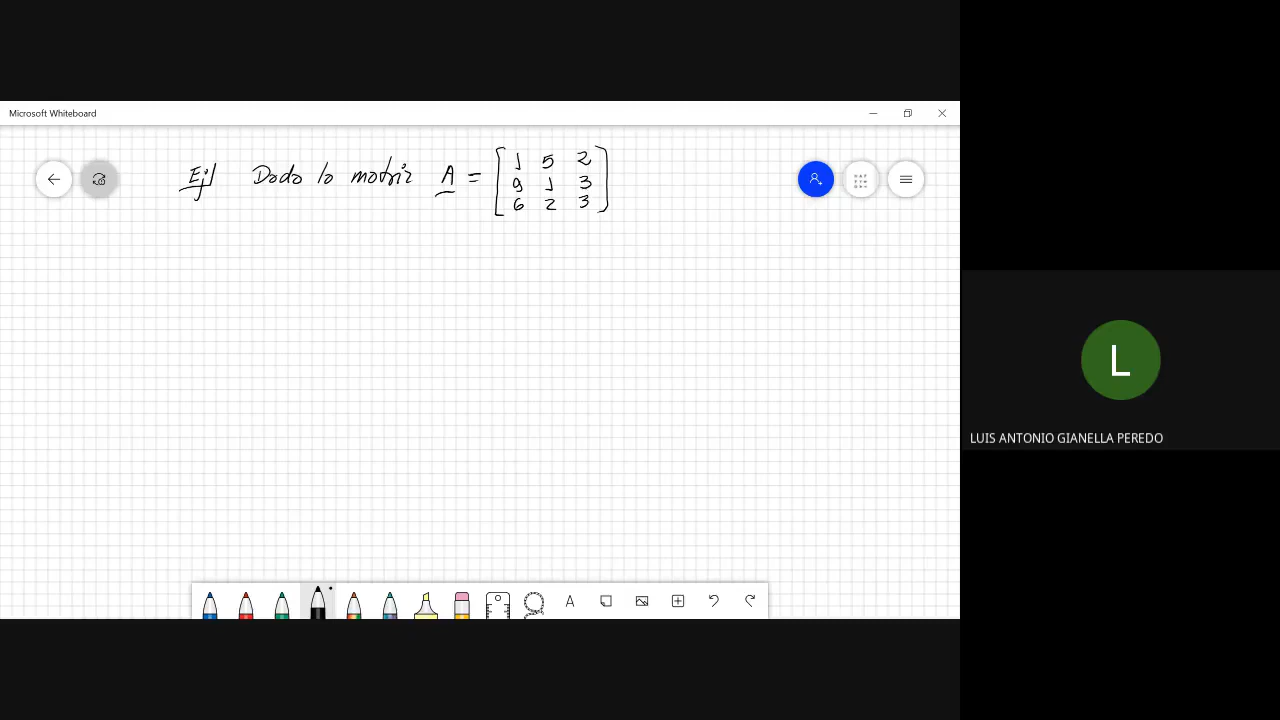 Microsoft Whiteboard
Ej/ Dada la matriz A = [1 5 2
9 1 3
6 2 3]
L
LUIS ANTONIO GIANELLA PEREDO
A